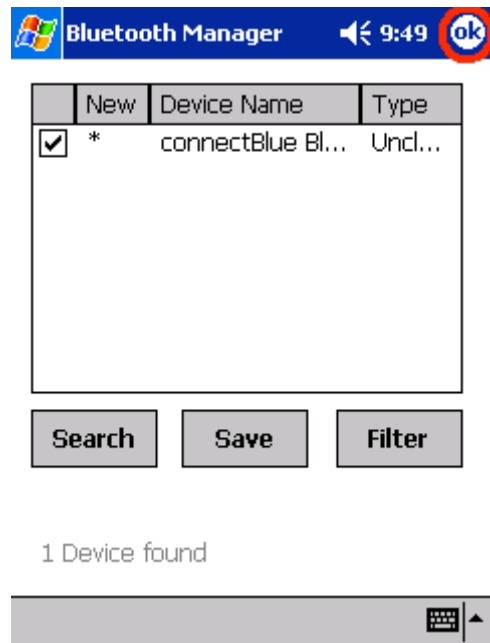 Bluetooth Manager 9:49 ok
New Device Name Type
* connectBlue Bl... Uncl...
Search Save Filter
1 Device found